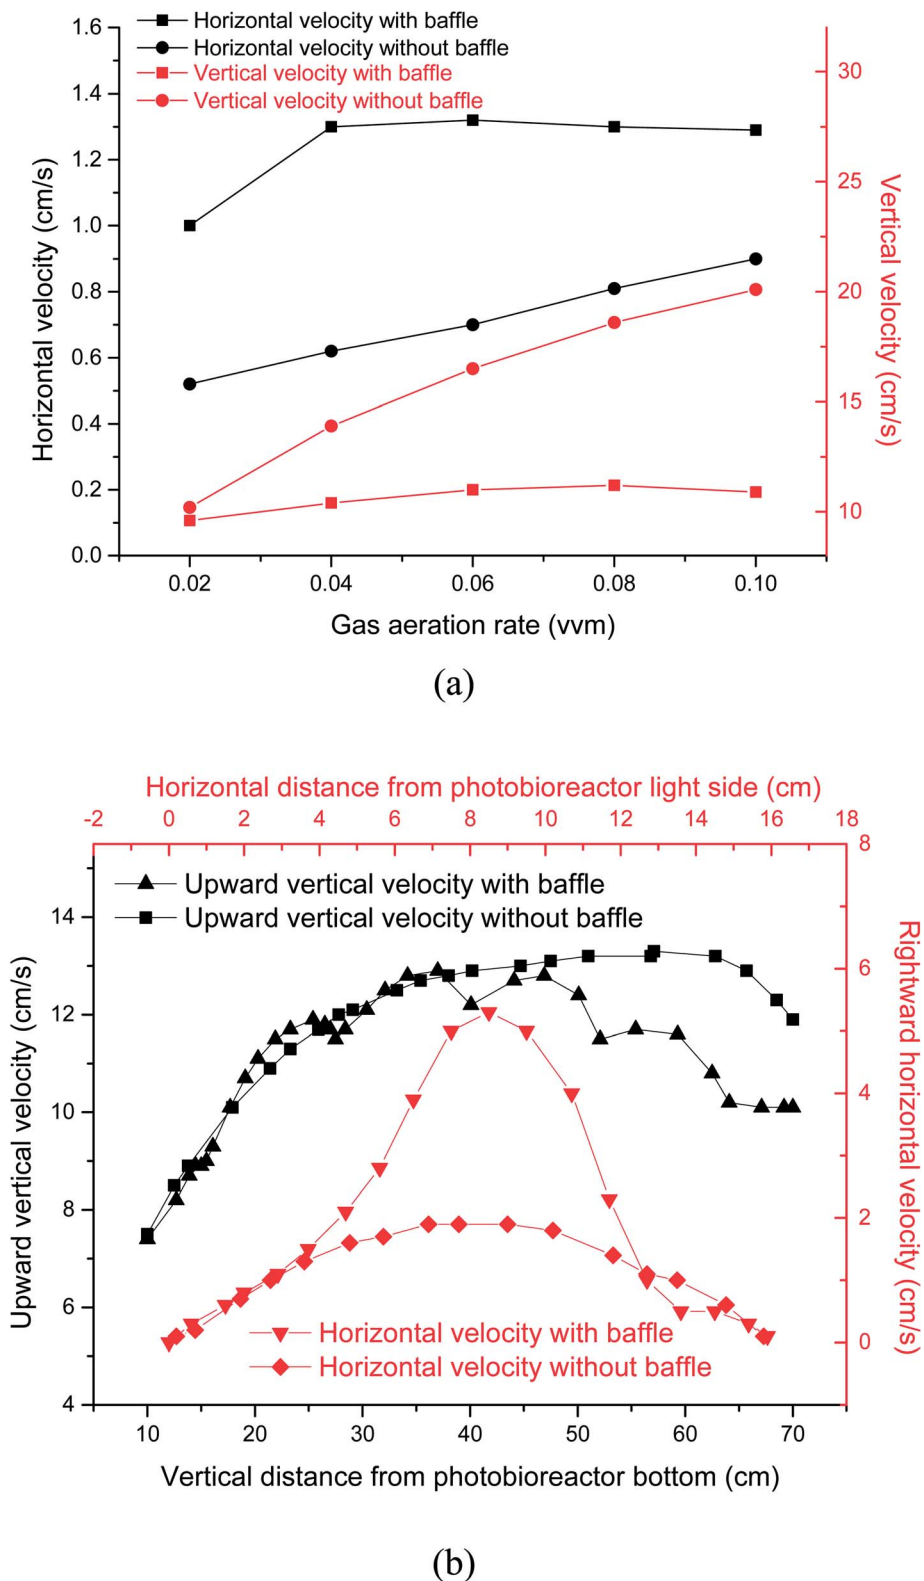 Horizontal velocity with baffle
Horizontal velocity without baffle
Vertical velocity with baffle
Vertical velocity without baffle
1.6
1.4
1.2
1.0
0.8
0.6
0.4
0.2
0.0
Horizontal velocity (cm/s)
30
25
20
15
10
Vertical velocity (cm/s)
0.02 0.04 0.06 0.08 0.10
Gas aeration rate (vvm)
(a)
Horizontal distance from photobioreactor light side (cm)
-2 0 2 4 6 8 10 12 14 16 18
Upward vertical velocity with baffle
Upward vertical velocity without baffle
14
12
10
8
6
4
Upward vertical velocity (cm/s)
8
6
4
2
0
Rightward horizontal velocity (cm/s)
Horizontal velocity with baffle
Horizontal velocity without baffle
10 20 30 40 50 60 70
Vertical distance from photobioreactor bottom (cm)
(b)